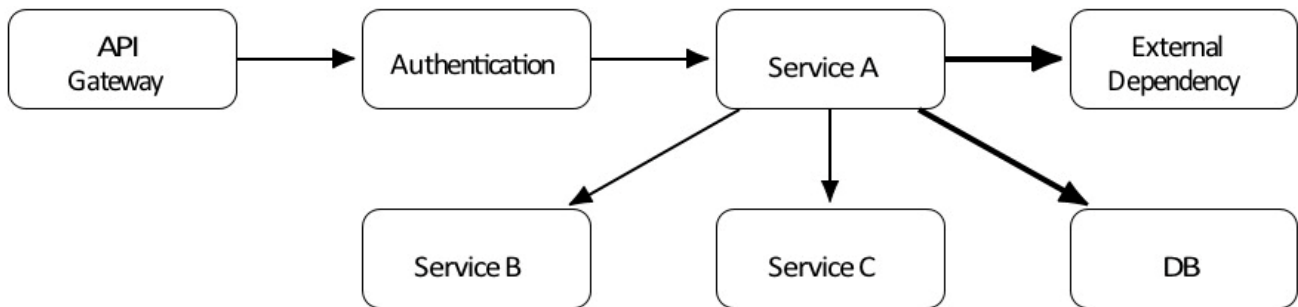 API
Gateway
Authentication
Service A
External
Dependency
Service B
Service C
DB